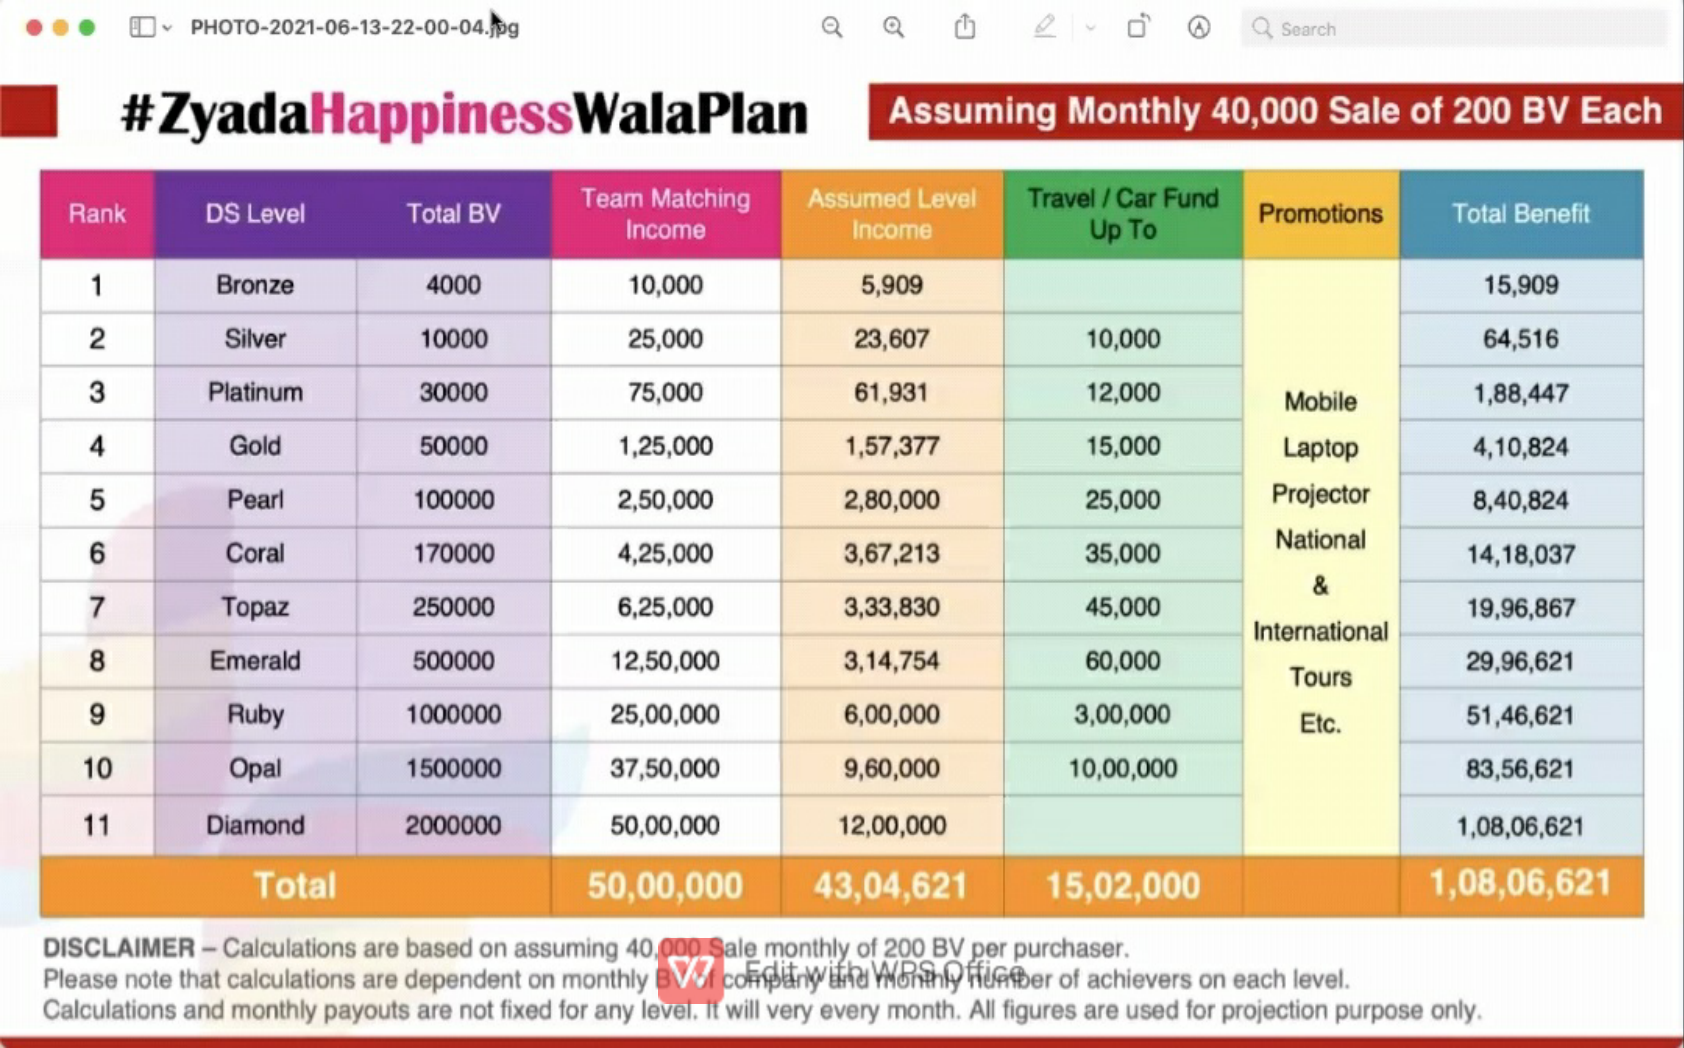 PHOTO-2021-06-13-22-00-04.jpg
Search
#ZyadaHappinessWalaPlan
Assuming Monthly 40,000 Sale of 200 BV Each
Rank DS Level Total BV Team Matching Income Assumed Level Income Travel / Car Fund Up To Promotions Total Benefit
1 Bronze 4000 10,000 5,909 15,909
2 Silver 10000 25,000 23,607 10,000 64,516
3 Platinum 30000 75,000 61,931 12,000 1,88,447
4 Gold 50000 1,25,000 1,57,377 15,000 4,10,824
5 Pearl 100000 2,50,000 2,80,000 25,000 8,40,824
6 Coral 170000 4,25,000 3,67,213 35,000 14,18,037
7 Topaz 250000 6,25,000 3,33,830 45,000 19,96,867
8 Emerald 500000 12,50,000 3,14,754 60,000 29,96,621
9 Ruby 1000000 25,00,000 6,00,000 3,00,000 51,46,621
10 Opal 1500000 37,50,000 9,60,000 10,00,000 83,56,621
11 Diamond 2000000 50,00,000 12,00,000 1,08,06,621
Mobile
Laptop
Projector
National
&
International
Tours
Etc.
Total 50,00,000 43,04,621 15,02,000 1,08,06,621
DISCLAIMER – Calculations are based on assuming 40,000 Sale monthly of 200 BV per purchaser.
Please note that calculations are dependent on monthly BV of company and monthly number of achievers on each level.
Calculations and monthly payouts are not fixed for any level. It will very every month. All figures are used for projection purpose only.
Edit with WPS Office